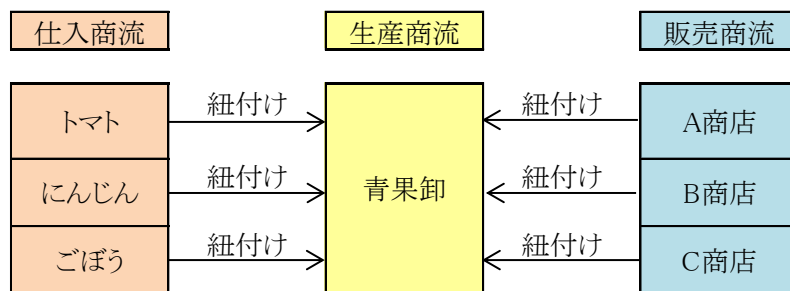 仕入商流
生産商流
販売商流
トマト
紐付け
青果卸
紐付け
A商店
にんじん
紐付け
紐付け
B商店
ごぼう
紐付け
紐付け
C商店